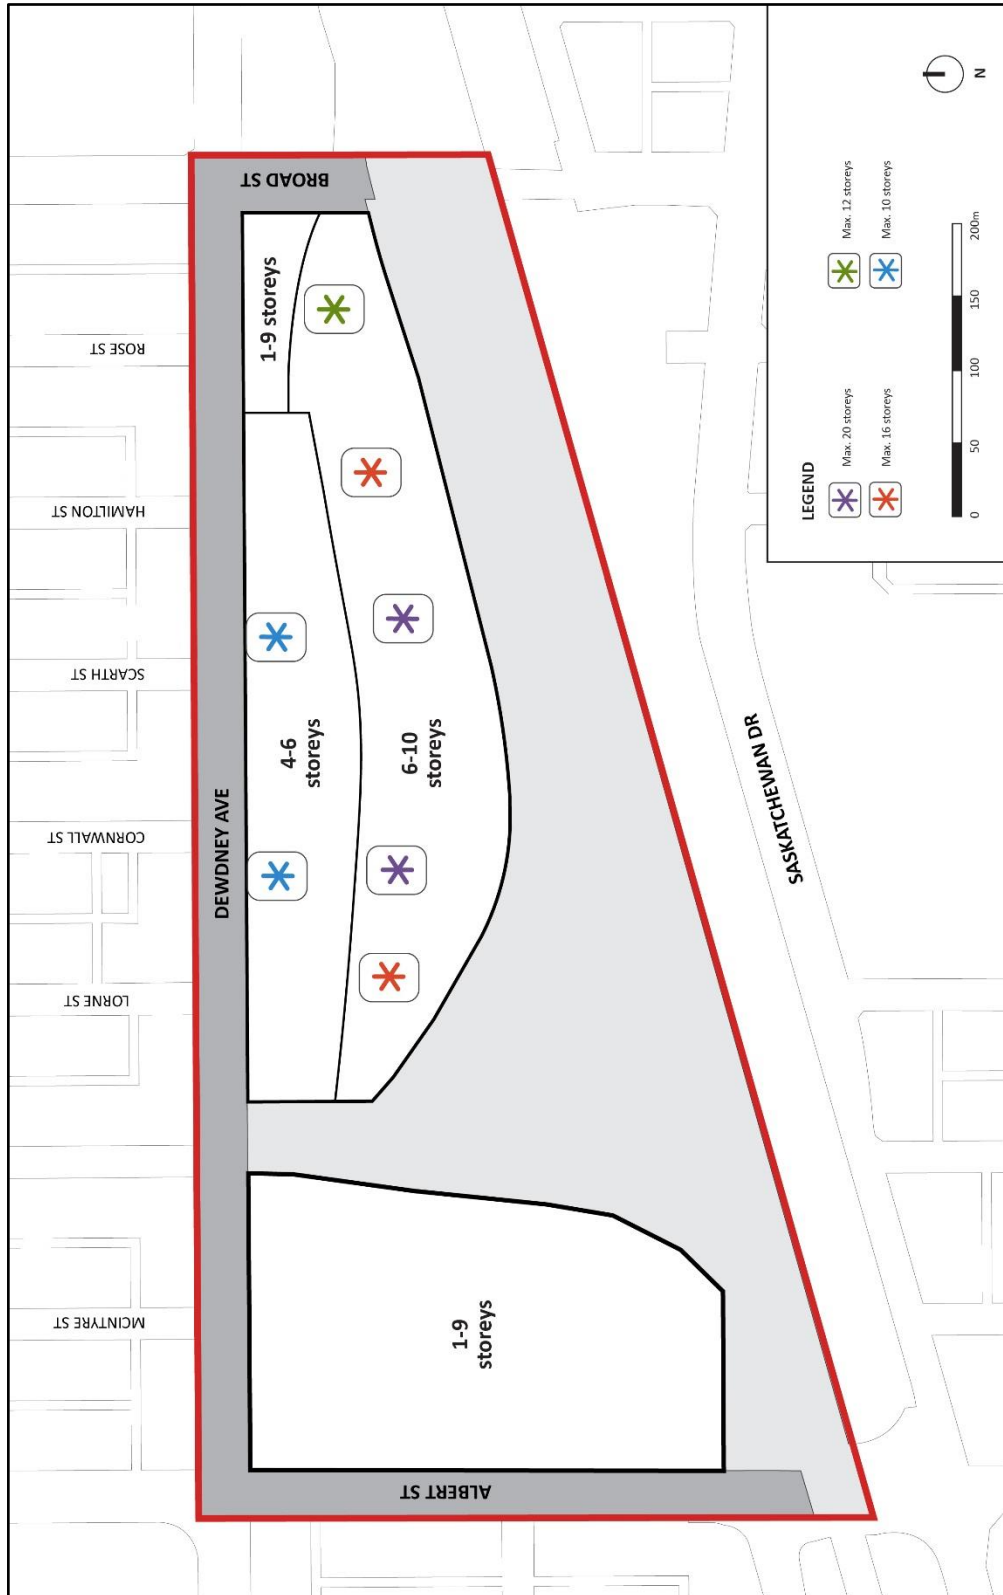 MCINTYRE ST
LORNE ST
CORNWALL ST
SCARTH ST
HAMILTON ST
ROSE ST
DEWDNEY AVE
ALBERT ST
BROAD ST
1-9
storeys
4-6
storeys
6-10
storeys
1-9 storeys
SASKATCHEWAN DR
LEGEND
Max. 20 storeys
Max. 12 storeys
Max. 16 storeys
Max. 10 storeys
0 50 100 150 200m
N